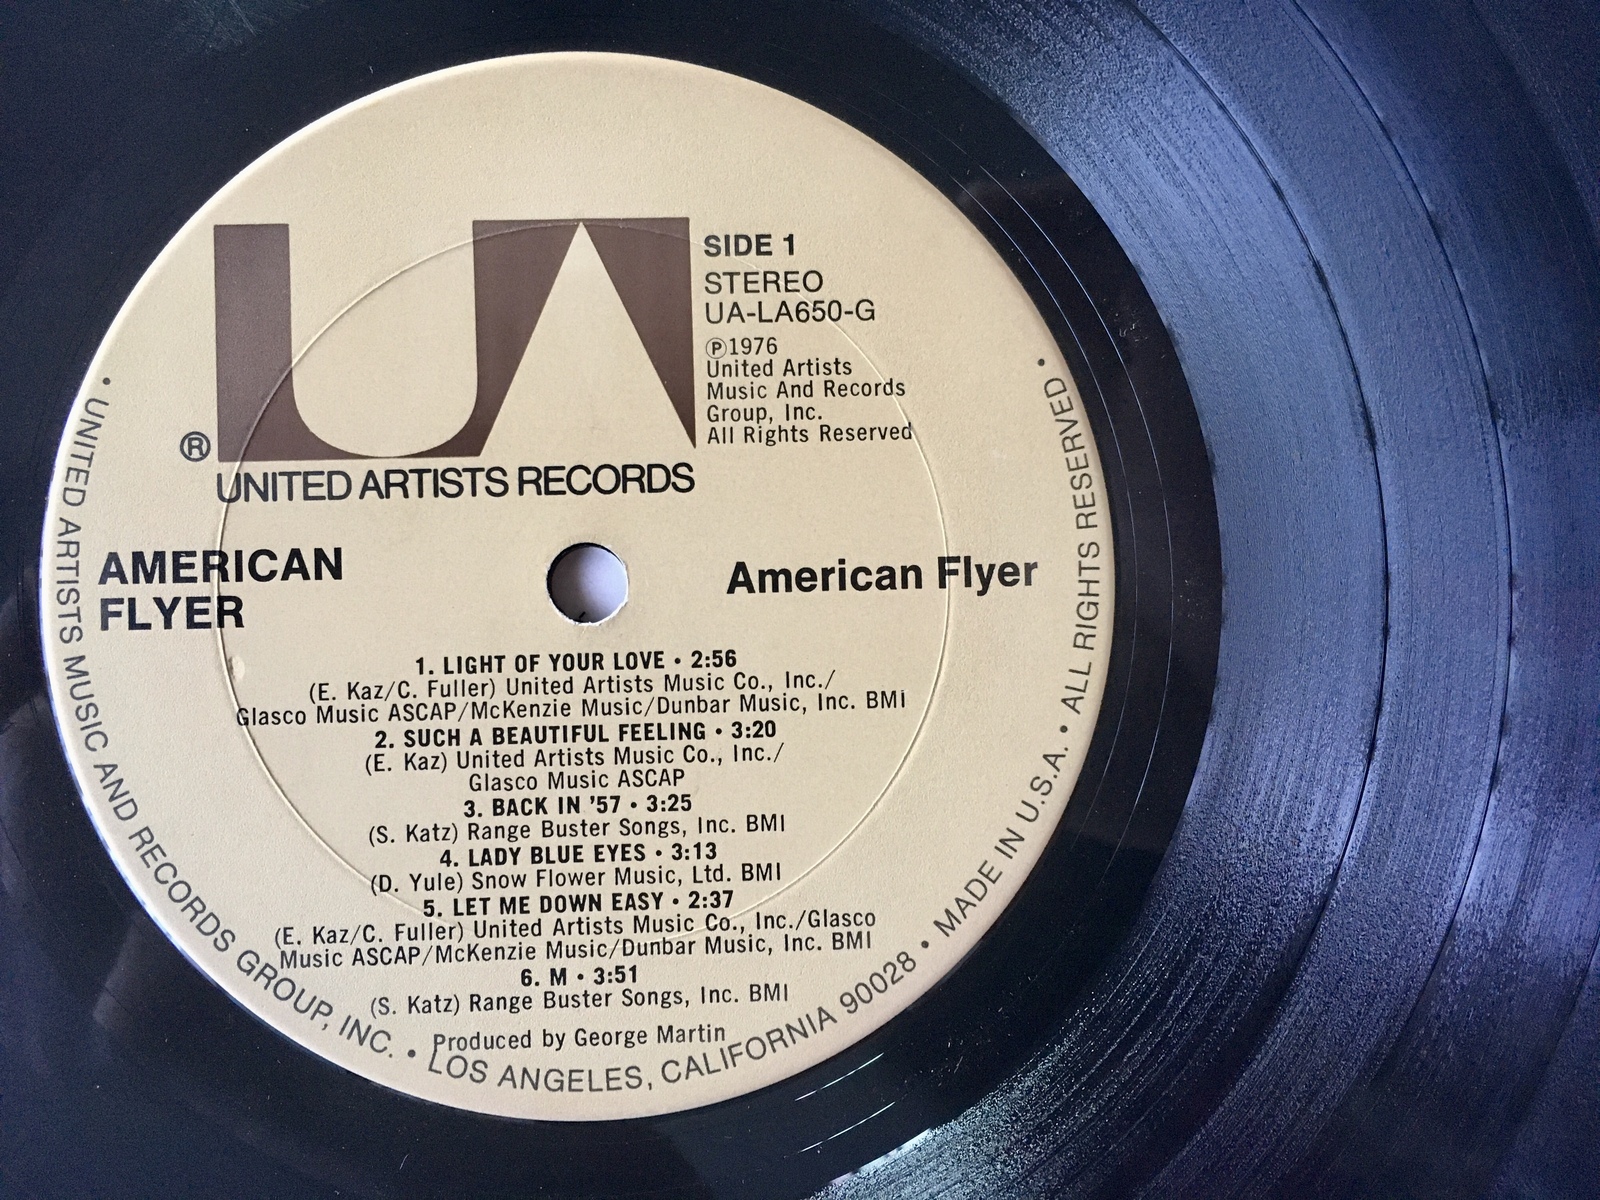 UA
®
UNITED ARTISTS RECORDS
SIDE 1
STEREO
UA-LA650-G
Ⓟ1976
United Artists
Music And Records
Group, Inc.
All Rights Reserved
AMERICAN
FLYER
American Flyer
1. LIGHT OF YOUR LOVE • 2:56
(E. Kaz/C. Fuller) United Artists Music Co., Inc./
Glasco Music ASCAP/McKenzie Music/Dunbar Music, Inc. BMI
2. SUCH A BEAUTIFUL FEELING • 3:20
(E. Kaz) United Artists Music Co., Inc./
Glasco Music ASCAP
3. BACK IN '57 • 3:25
(S. Katz) Range Buster Songs, Inc. BMI
4. LADY BLUE EYES • 3:13
(D. Yule) Snow Flower Music, Ltd. BMI
5. LET ME DOWN EASY • 2:37
(E. Kaz/C. Fuller) United Artists Music Co., Inc./Glasco
Music ASCAP/McKenzie Music/Dunbar Music, Inc. BMI
6. M • 3:51
(S. Katz) Range Buster Songs, Inc. BMI
Produced by George Martin
• UNITED ARTISTS MUSIC AND RECORDS GROUP, INC. • LOS ANGELES, CALIFORNIA 90028 • MADE IN U.S.A. • ALL RIGHTS RESERVED •